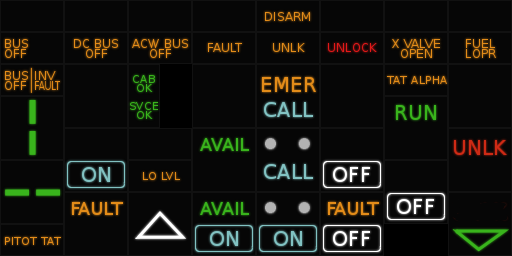 DISARM
BUS OFF
DC BUS OFF
ACW BUS OFF
FAULT
UNLK
UNLOCK
X VALVE OPEN
FUEL LOPR
BUS OFF
INV FAULT
CAB OK
EMER
CALL
TAT ALPHA
SVCE OK
RUN
AVAIL
UNLK
ON
LO LVL
CALL
OFF
FAULT
AVAIL
FAULT
OFF
PITOT TAT
ON
ON
OFF